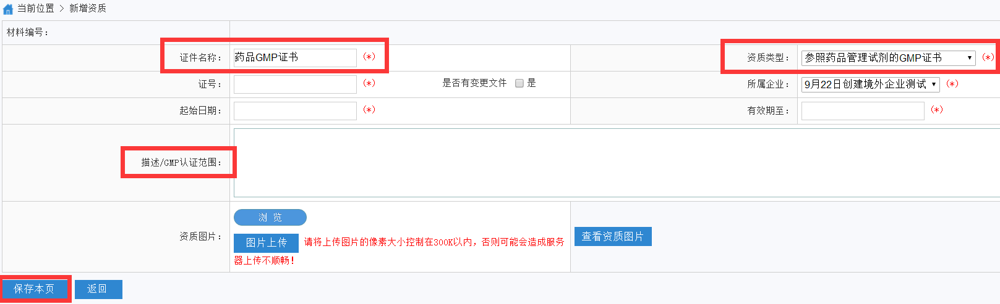 当前位置 > 新增资质
材料编号：
证件名称： 药品GMP证书 (*) 资质类型： 参照药品管理试剂的GMP证书 (*)
证号： (*) 是否有变更文件 是 所属企业： 9月22日创建境外企业测试 (*)
起始日期： (*) 有效期至： (*)
描述/GMP认证范围：
资质图片： 浏 览
图片上传 请将上传图片的像素大小控制在300K以内，否则可能会造成服务
器上传不顺畅！
查看资质图片
保存本页 返回